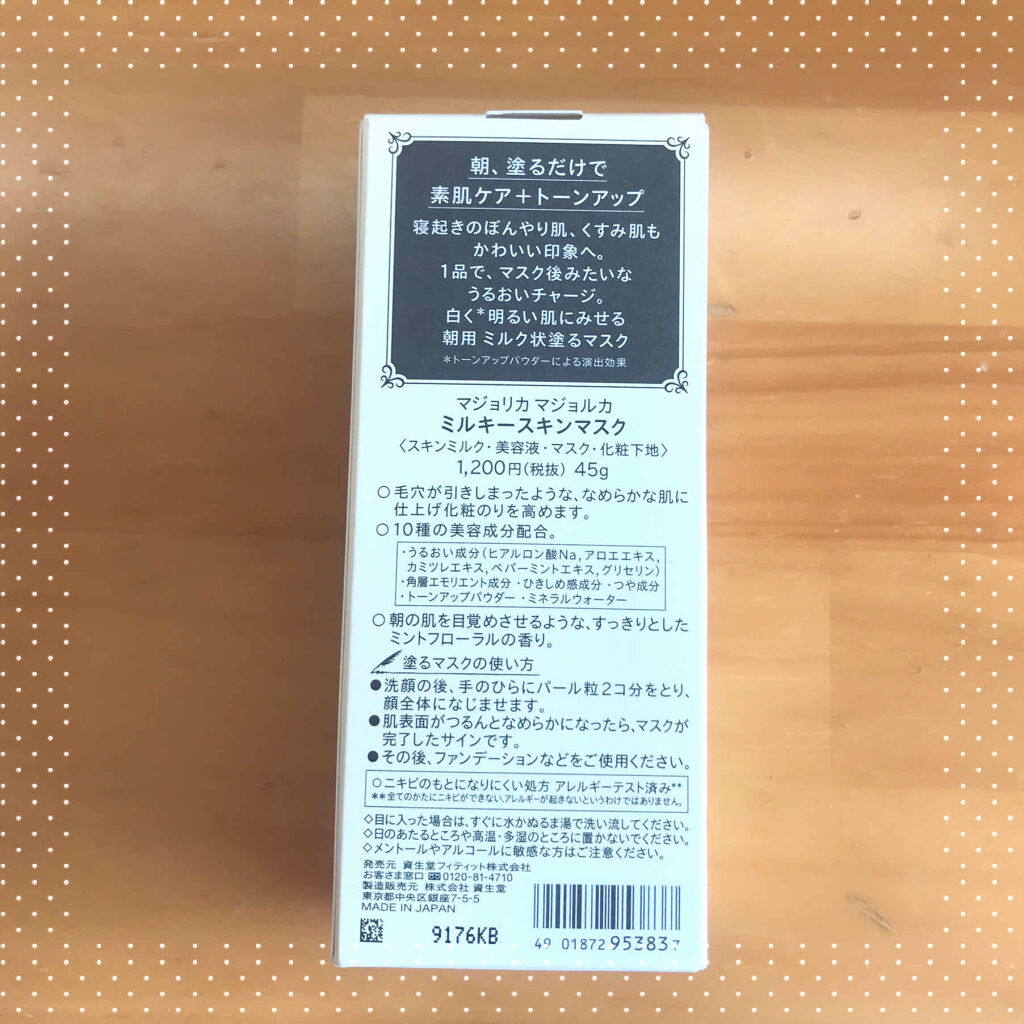 朝、塗るだけで
素肌ケア+トーンアップ
寝起きのぼんやり肌、くすみ肌も
かわいい印象へ。
1品で、マスク後みたいな
うるおいチャージ。
白く*明るい肌にみせる
朝用 ミルク状塗るマスク
*トーンアップパウダーによる演出効果
マジョリカ マジョルカ
ミルキースキンマスク
〈スキンミルク・美容液・マスク・化粧下地〉
1,200円(税抜) 45g
○毛穴が引きしまったような、なめらかな肌に
仕上げ化粧のりを高めます。
○10種の美容成分配合。
・うるおい成分(ヒアルロン酸Na,アロエエキス,
カミツレエキス,ペパーミントエキス,グリセリン)
・角層エモリエント成分・ひきしめ感成分・つや成分
・トーンアップパウダー・ミネラルウォーター
○朝の肌を目覚めさせるような、すっきりとした
ミントフローラルの香り。
塗るマスクの使い方
●洗顔の後、手のひらにパール粒2コ分をとり、
顔全体になじませます。
●肌表面がつるんとなめらかになったら、マスクが
完了したサインです。
●その後、ファンデーションなどをご使用ください。
○ニキビのもとになりにくい処方 アレルギーテスト済み**
**全てのかたにニキビができない、アレルギーが起きないというわけではありません。
◇目に入った場合は、すぐに水かぬるま湯で洗い流してください。
◇日のあたるところや高温・多湿のところに置かないでください。
◇メントールやアルコールに敏感な方はご注意ください。
発売元 資生堂フィティット株式会社
お客さま窓口 0120-81-4710
製造販売元 株式会社 資生堂
東京都中央区銀座7-5-5
MADE IN JAPAN
9176KB
49 01872 953837